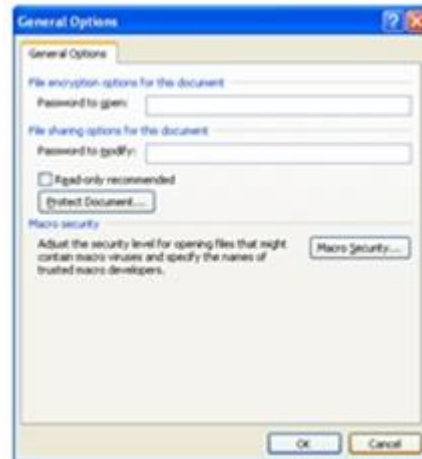 General Options
General Options
File encryption options for this document
Password to open:
File sharing options for this document
Password to modify:
Read-only recommended
Protect Document...
Macro security
Adjust the security level for opening files that might
contain macro viruses and specify the names of
trusted macro developers.
Macro Security...
OK
Cancel